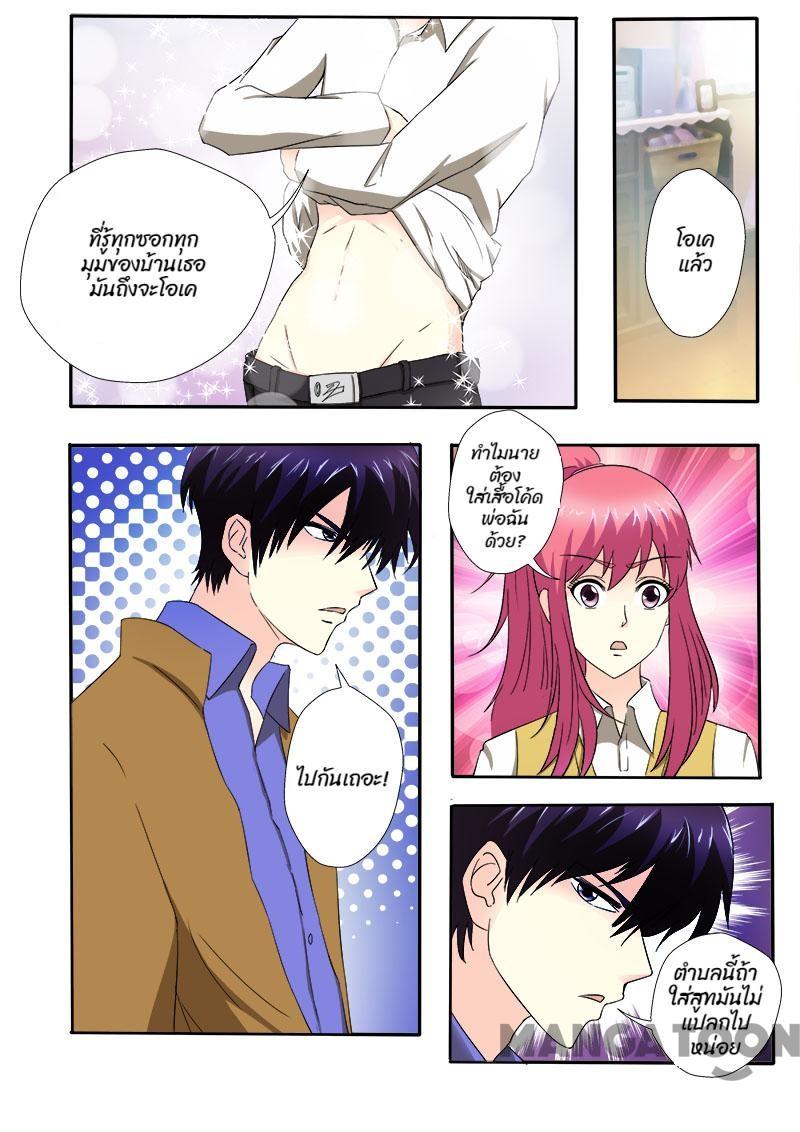 ที่รู้ทุกซอกทุก
มุมของบ้านเธอ
มันถึงจะโอเค
โอเค
แล้ว
ไปกันเถอะ!
ทำไมนาย
ต้อง
ใส่เสื้อโค้ด
พ่อฉัน
ด้วย?
ตำบลนี้ถ้า
ใส่สูทมันไม่
แปลกไป
หน่อย
MANGATOON